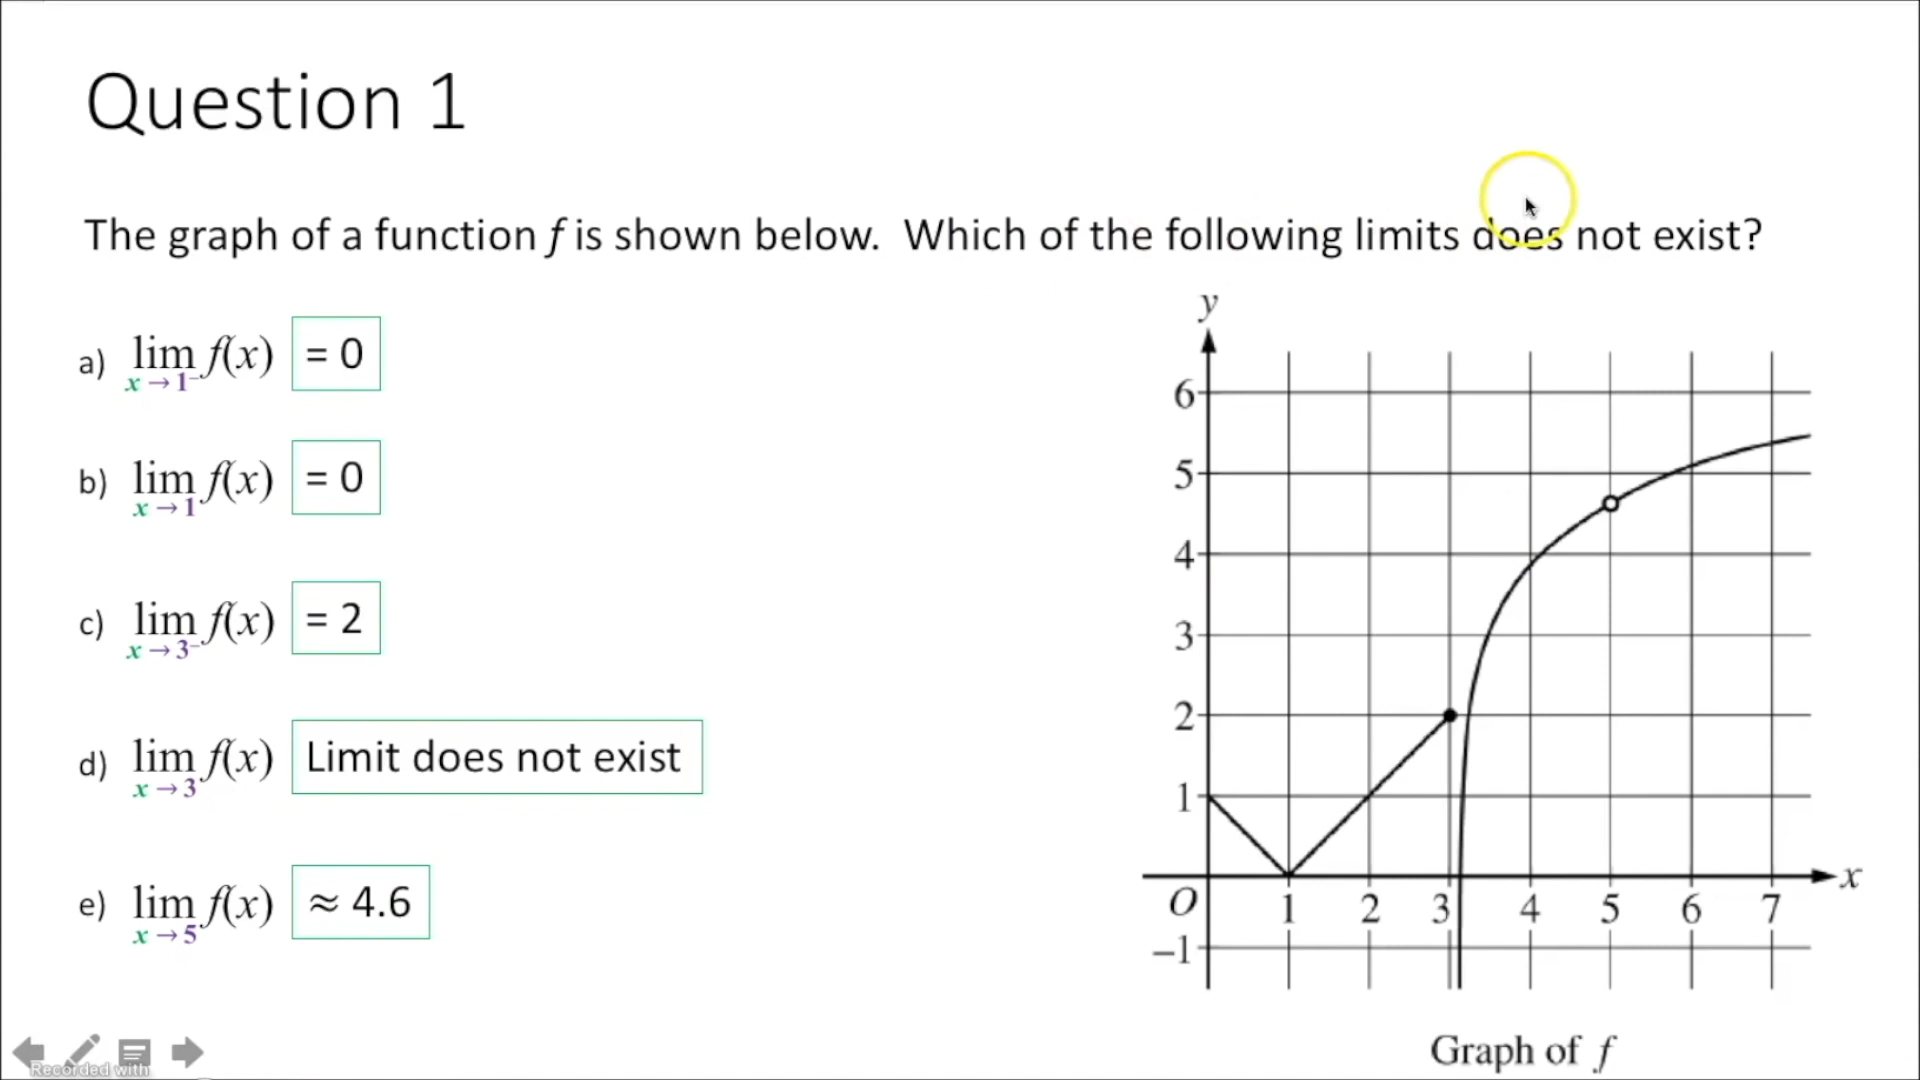 Question 1
The graph of a function f is shown below. Which of the following limits does not exist?
a) lim f(x) = 0
x → 1⁻
b) lim f(x) = 0
x → 1
c) lim f(x) = 2
x → 3⁻
d) lim f(x) Limit does not exist
x → 3
e) lim f(x) ≈ 4.6
x → 5
y
6
5
4
3
2
1
O 1 2 3 4 5 6 7 x
–1
Graph of f
Recorded with